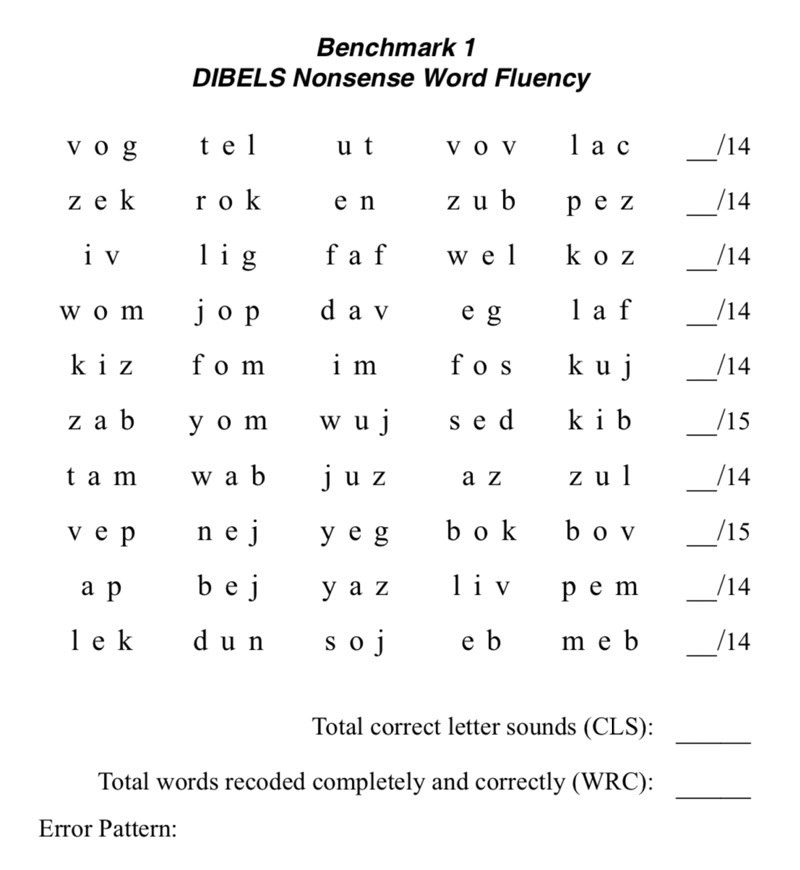 Benchmark 1
DIBELS Nonsense Word Fluency
v o g t e l u t v o v l a c __/14
z e k r o k e n z u b p e z __/14
i v l i g f a f w e l k o z __/14
w o m j o p d a v e g l a f __/14
k i z f o m i m f o s k u j __/14
z a b y o m w u j s e d k i b __/15
t a m w a b j u z a z z u l __/14
v e p n e j y e g b o k b o v __/15
a p b e j y a z l i v p e m __/14
l e k d u n s o j e b m e b __/14
Total correct letter sounds (CLS): ______
Total words recoded completely and correctly (WRC): ______
Error Pattern: